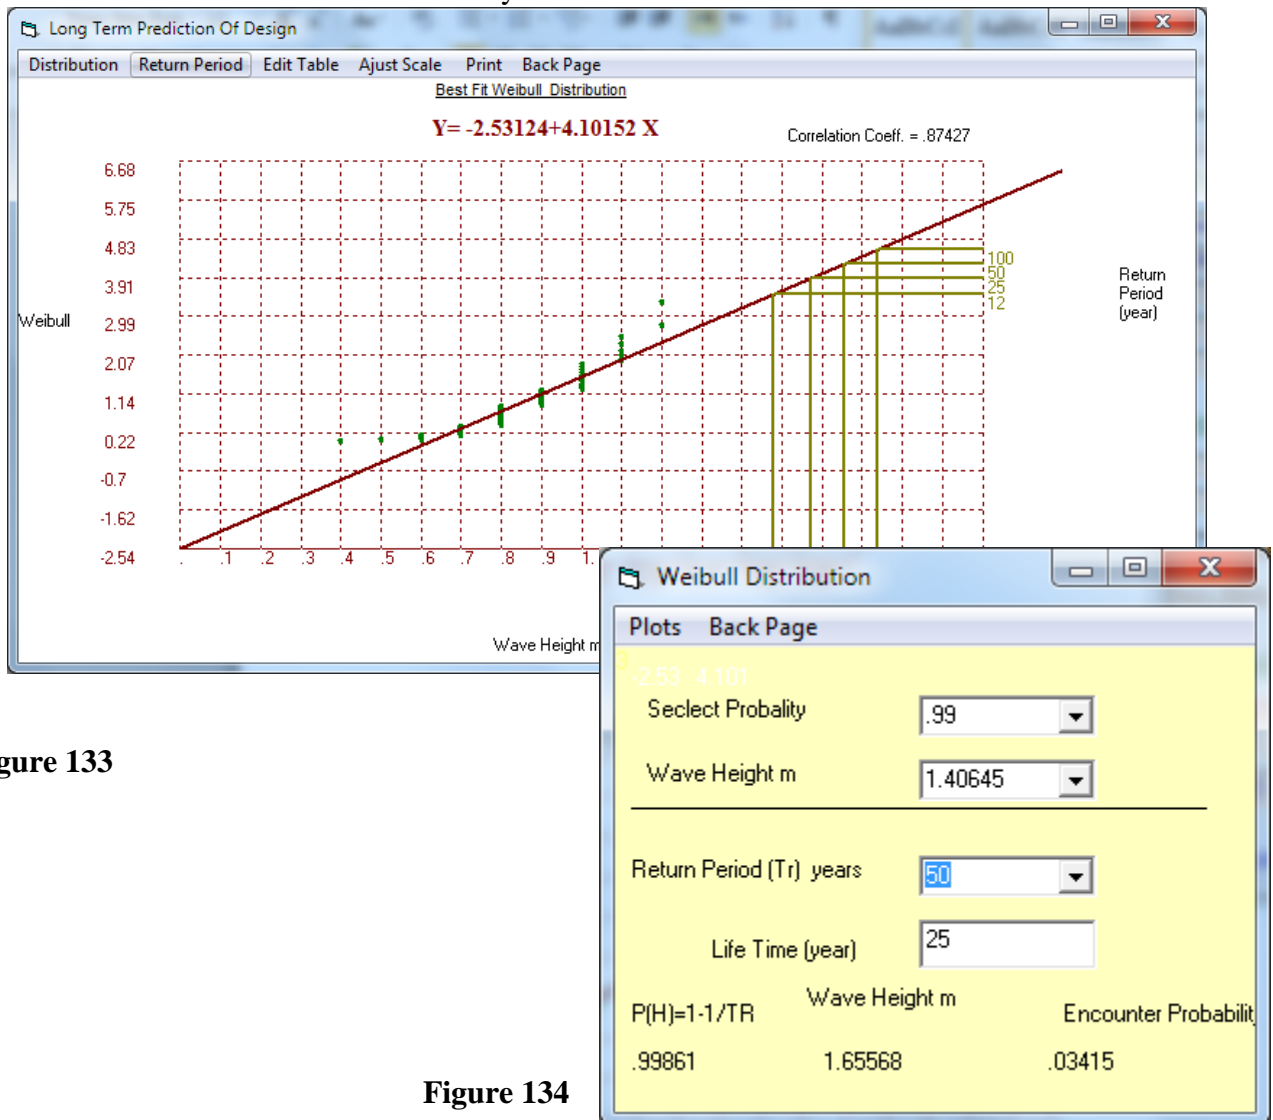 Long Term Prediction Of Design
Distribution Return Period Edit Table Ajust Scale Print Back Page
Best Fit Weibull Distribution
Y= -2.53124+4.10152 X
Correlation Coeff. = .87427
6.68
5.75
4.83
3.91
2.99
2.07
1.14
0.22
-0.7
-1.62
-2.54
Weibull
100
50
25
12
Return
Period
(year)
. .1 .2 .3 .4 .5 .6 .7 .8 .9 1.
Wave Height m
Weibull Distribution
Plots Back Page
-2.53 4.101
Seclect Probality .99
Wave Height m 1.40645
Return Period (Tr) years 50
Life Time (year) 25
P(H)=1-1/TR Wave Height m Encounter Probabilit
.99861 1.65568 .03415
gure 133
Figure 134